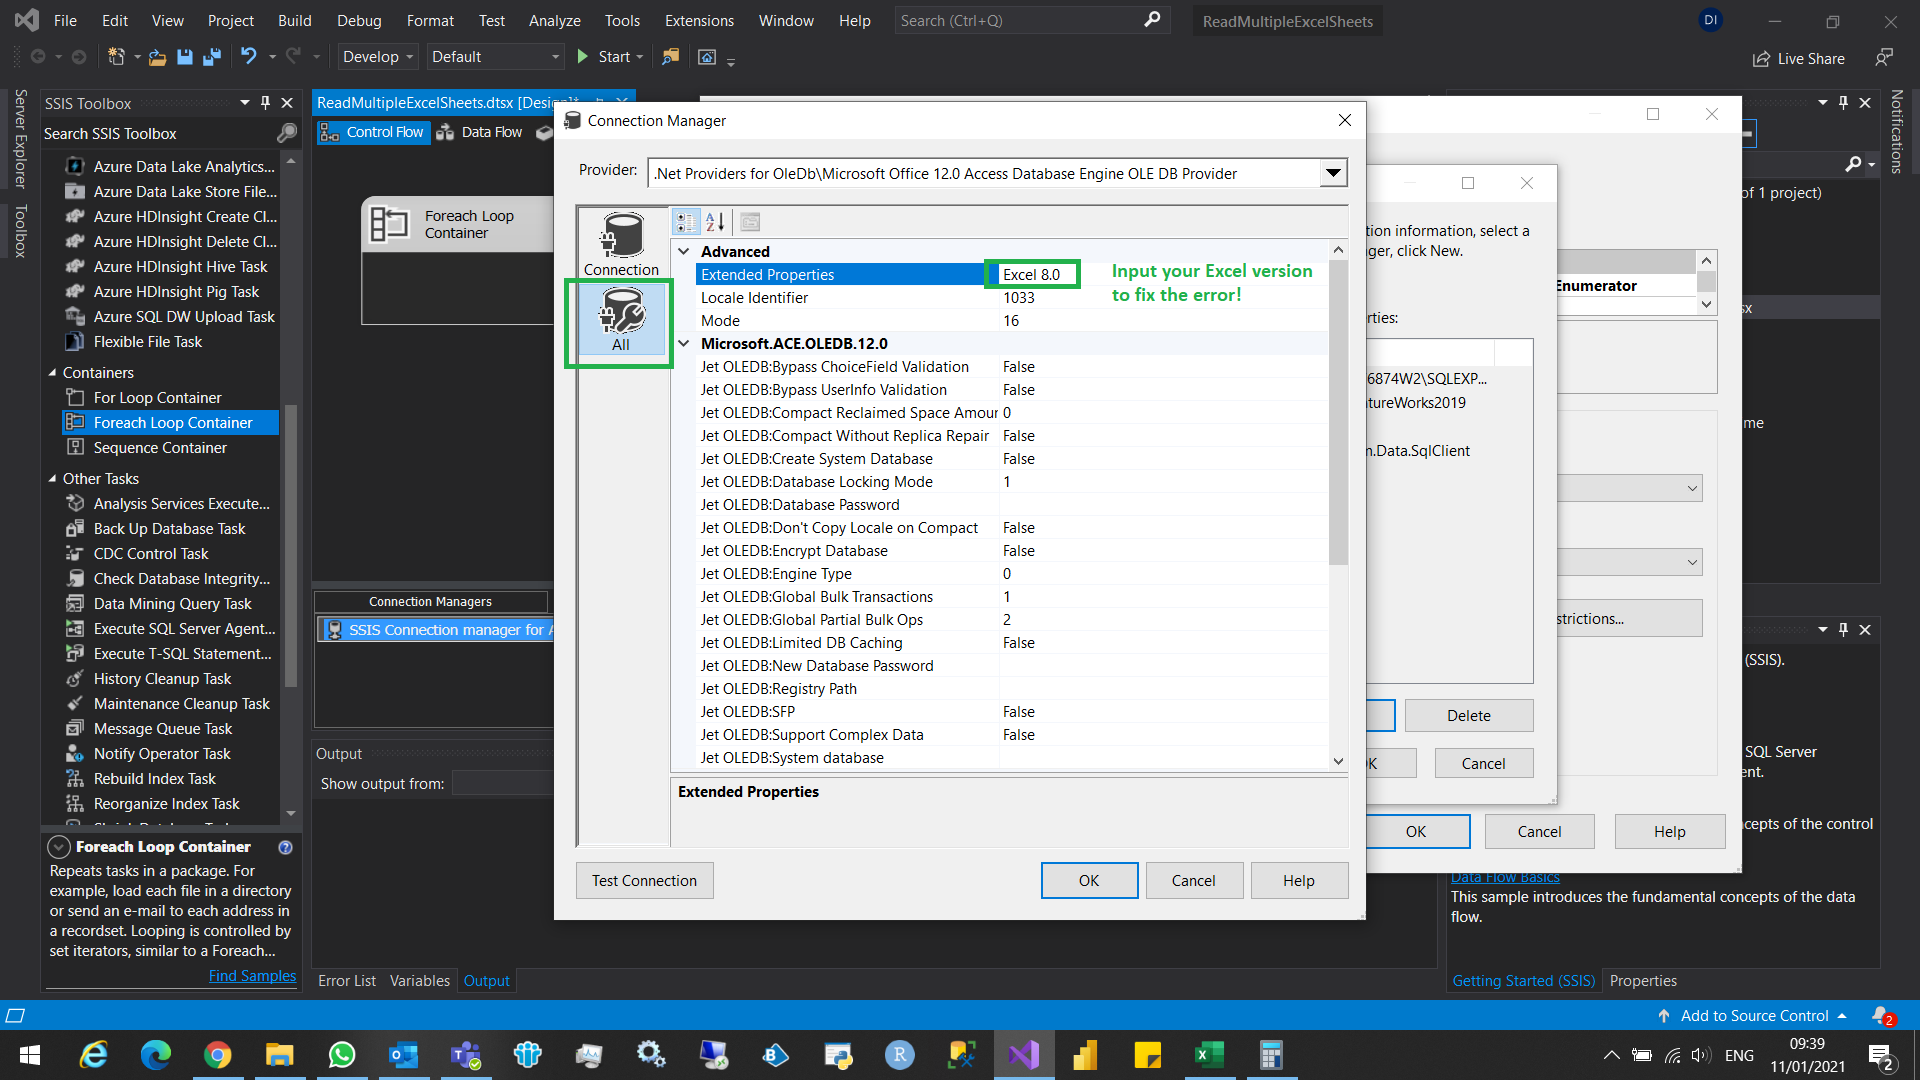 File Edit View Project Build Debug Format Test Analyze Tools Extensions Window Help Search (Ctrl+Q) ReadMultipleExcelSheets DI
Develop Default Start Live Share
Server Explorer
Toolbox
SSIS Toolbox
Search SSIS Toolbox
Azure Data Lake Analytics...
Azure Data Lake Store File...
Azure HDInsight Create Cl...
Azure HDInsight Delete Cl...
Azure HDInsight Hive Task
Azure HDInsight Pig Task
Azure SQL DW Upload Task
Flexible File Task
Containers
For Loop Container
Foreach Loop Container
Sequence Container
Other Tasks
Analysis Services Execute...
Back Up Database Task
CDC Control Task
Check Database Integrity...
Data Mining Query Task
Execute SQL Server Agent...
Execute T-SQL Statement...
History Cleanup Task
Maintenance Cleanup Task
Message Queue Task
Notify Operator Task
Rebuild Index Task
Reorganize Index Task
Foreach Loop Container
Repeats tasks in a package. For
example, load each file in a directory
or send an e-mail to each address in
a recordset. Looping is controlled by
set iterators, similar to a Foreach...
Find Samples
ReadMultipleExcelSheets.dtsx [Design]*
Control Flow Data Flow
Foreach Loop
Container
Connection Managers
SSIS Connection manager for A
Output
Show output from:
Error List Variables Output
Connection Manager
Provider: .Net Providers for OleDb\Microsoft Office 12.0 Access Database Engine OLE DB Provider
Connection
All
Advanced
Extended Properties Excel 8.0
Locale Identifier 1033
Mode 16
Input your Excel version
to fix the error!
Microsoft.ACE.OLEDB.12.0
Jet OLEDB:Bypass ChoiceField Validation False
Jet OLEDB:Bypass UserInfo Validation False
Jet OLEDB:Compact Reclaimed Space Amour 0
Jet OLEDB:Compact Without Replica Repair False
Jet OLEDB:Create System Database False
Jet OLEDB:Database Locking Mode 1
Jet OLEDB:Database Password
Jet OLEDB:Don't Copy Locale on Compact False
Jet OLEDB:Encrypt Database False
Jet OLEDB:Engine Type 0
Jet OLEDB:Global Bulk Transactions 1
Jet OLEDB:Global Partial Bulk Ops 2
Jet OLEDB:Limited DB Caching False
Jet OLEDB:New Database Password
Jet OLEDB:Registry Path
Jet OLEDB:SFP False
Jet OLEDB:Support Complex Data False
Jet OLEDB:System database
Extended Properties
Test Connection OK Cancel Help
tion information, select a
ger, click New.
rties:
6874W2\SQLEXP...
tureWorks2019
n.Data.SqlClient
Delete
OK Cancel
Enumerator
strictions...
OK Cancel Help
Notifications
of 1 project)
sx
me
(SSIS).
SQL Server
ent.
cepts of the control
Data Flow Basics
This sample introduces the fundamental concepts of the data
flow.
Getting Started (SSIS) Properties
Add to Source Control 2
ENG
09:39
11/01/2021
2